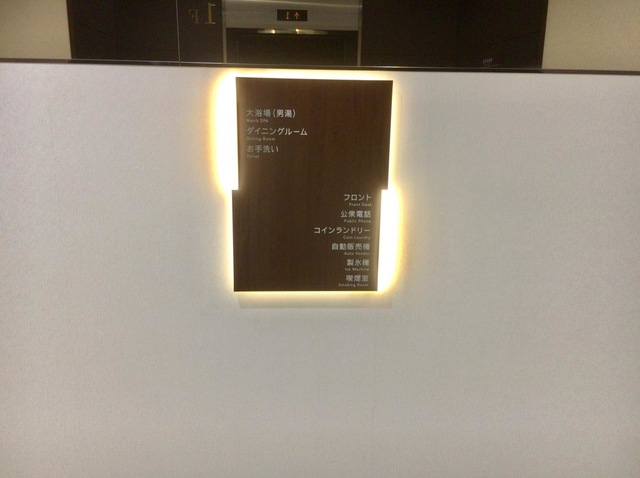 1F
大浴場(男湯)
Men's SPA
ダイニングルーム
Dining Room
お手洗い
Toilet
フロント
Front Desk
公衆電話
Public Phone
コインランドリー
Coin Laundry
自動販売機
Auto Vendor
製氷機
Ice Machine
喫煙室
Smoking Room